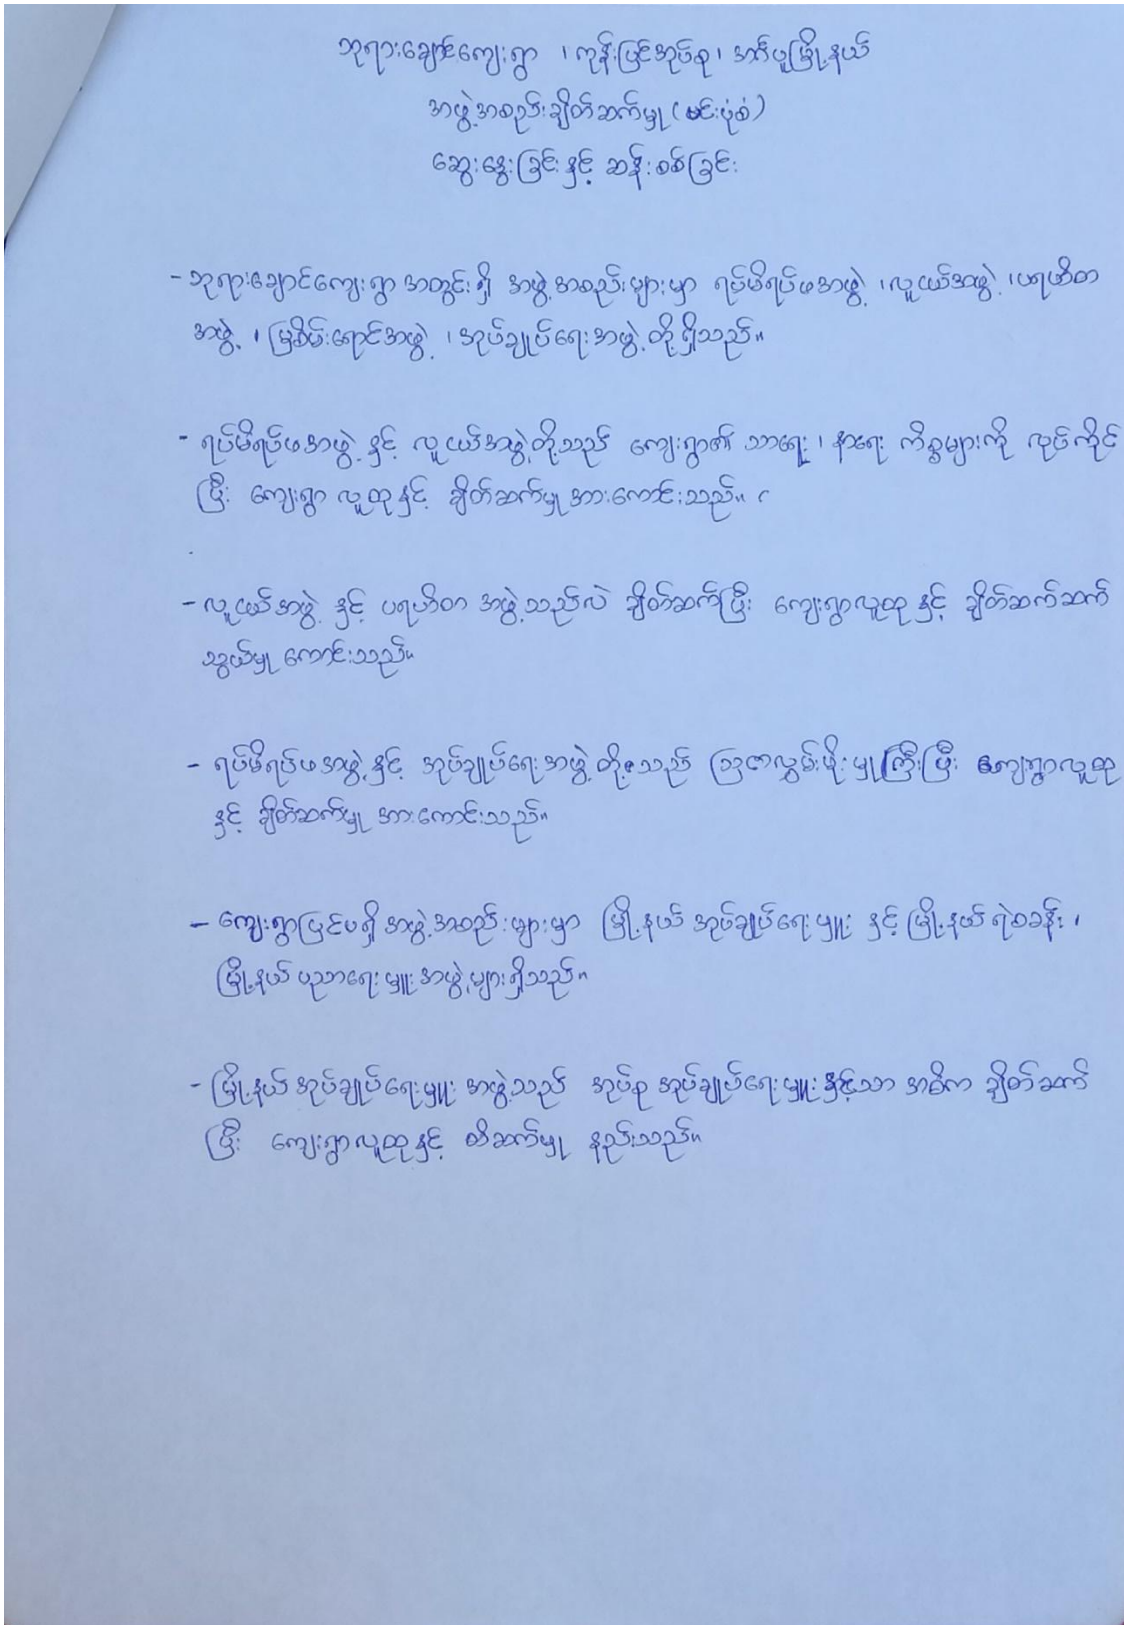 ဘုရားချောင်ကျေးရွာ ၊ ကုန်းပြင်အုပ်စု ၊ အင်္ဂပူမြို့နယ်
အဖွဲ့အစည်းချိတ်ဆက်မှု (မင်းပုံစံ)
ဆွေးနွေးခြင်းနှင့် ဆန်းစစ်ခြင်း
- ဘုရားချောင်ကျေးရွာ အတွင်းရှိ အဖွဲ့အစည်းများမှာ ရပ်မိရပ်ဖအဖွဲ့ ၊ လူငယ်အဖွဲ့ ၊ ပရဟိတ
အဖွဲ့ ၊ မြစိမ်းရောင်အဖွဲ့ ၊ အုပ်ချုပ်ရေးအဖွဲ့ တို့ရှိသည်။
- ရပ်မိရပ်ဖအဖွဲ့ နှင့် လူငယ်အဖွဲ့တို့သည် ကျေးရွာ၏ သာရေး ၊ နာရေး ကိစ္စများကို လုပ်ကိုင်
ပြီး ကျေးရွာ လူထုနှင့် ချိတ်ဆက်မှု အားကောင်းသည်။
- လူငယ်အဖွဲ့ နှင့် ပရဟိတ အဖွဲ့သည်လဲ ချိတ်ဆက်ပြီး ကျေးရွာလူထု နှင့် ချိတ်ဆက်ဆက်
သွယ်မှု ကောင်းသည်။
- ရပ်မိရပ်ဖအဖွဲ့နှင့် အုပ်ချုပ်ရေးအဖွဲ့ တို့သည် ဩဇာလွှမ်းမိုးမှုကြီးပြီး ကျေးရွာလူထု
နှင့် ချိတ်ဆက်မှု အားကောင်းသည်။
- ကျေးရွာပြင်ပရှိ အဖွဲ့အစည်းများမှာ မြို့နယ် အုပ်ချုပ်ရေးမှူး နှင့် မြို့နယ် ရဲစခန်း ၊
မြို့နယ် ပညာရေးမှူးအဖွဲ့များရှိသည်။
- မြို့နယ် အုပ်ချုပ်ရေးမှူး အဖွဲ့သည် အုပ်စု အုပ်ချုပ်ရေးမှူးနှင့်သာ အဓိက ချိတ်ဆက်
ပြီး ကျေးရွာလူထုနှင့် ထိဆက်မှု နည်းသည်။